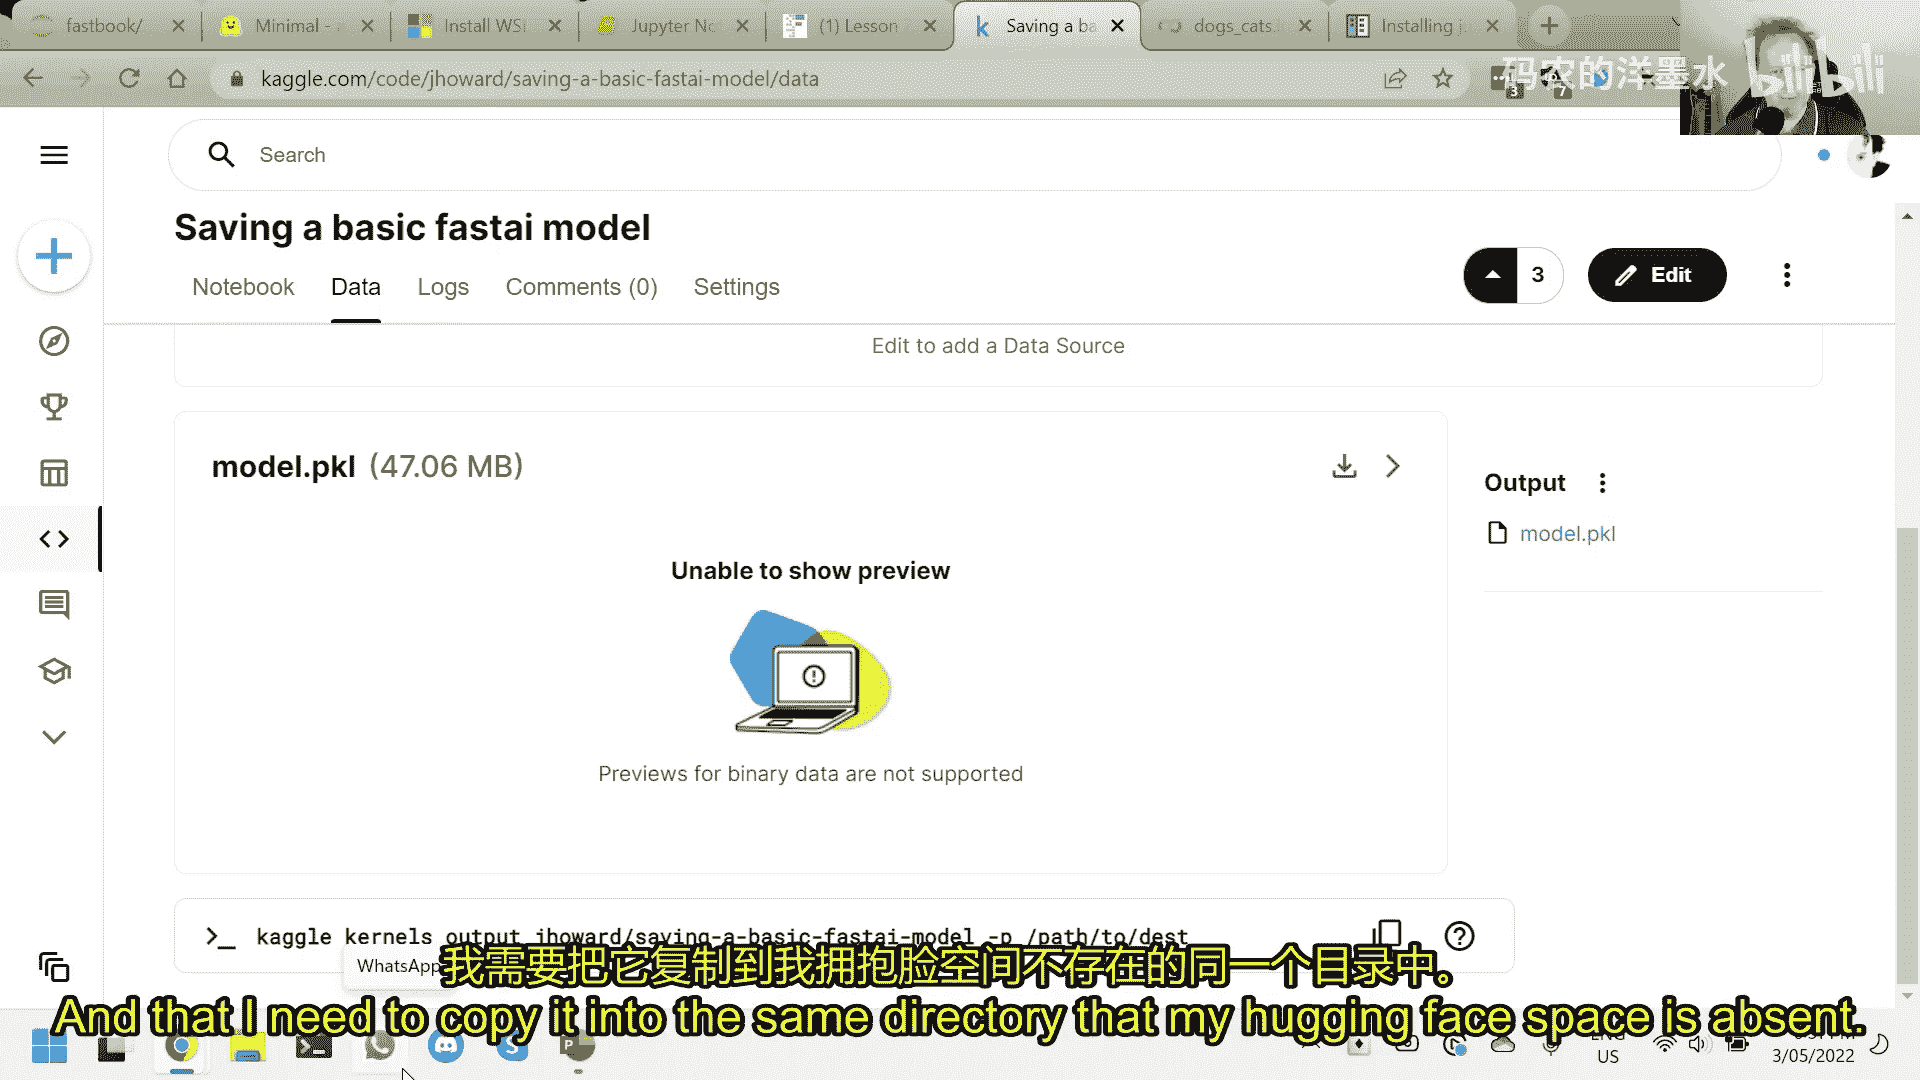 fastbook/
Minimal -
Install WSL
Jupyter No
(1) Lesson
Saving a ba
dogs_cats.
Installing j
kaggle.com/code/jhoward/saving-a-basic-fastai-model/data
3
7
码农的洋墨水
bilibili
Search
Saving a basic fastai model
Notebook
Data
Logs
Comments (0)
Settings
3
Edit
Edit to add a Data Source
model.pkl (47.06 MB)
Output
model.pkl
Unable to show preview
Previews for binary data are not supported
kaggle kernels output jhoward/saving-a-basic-fastai-model -p /path/to/dest
WhatsApp
我需要把它复制到我拥抱脸空间不存在的同一个目录中。
And that I need to copy it into the same directory that my hugging face space is absent.
ENG
US
3/05/2022